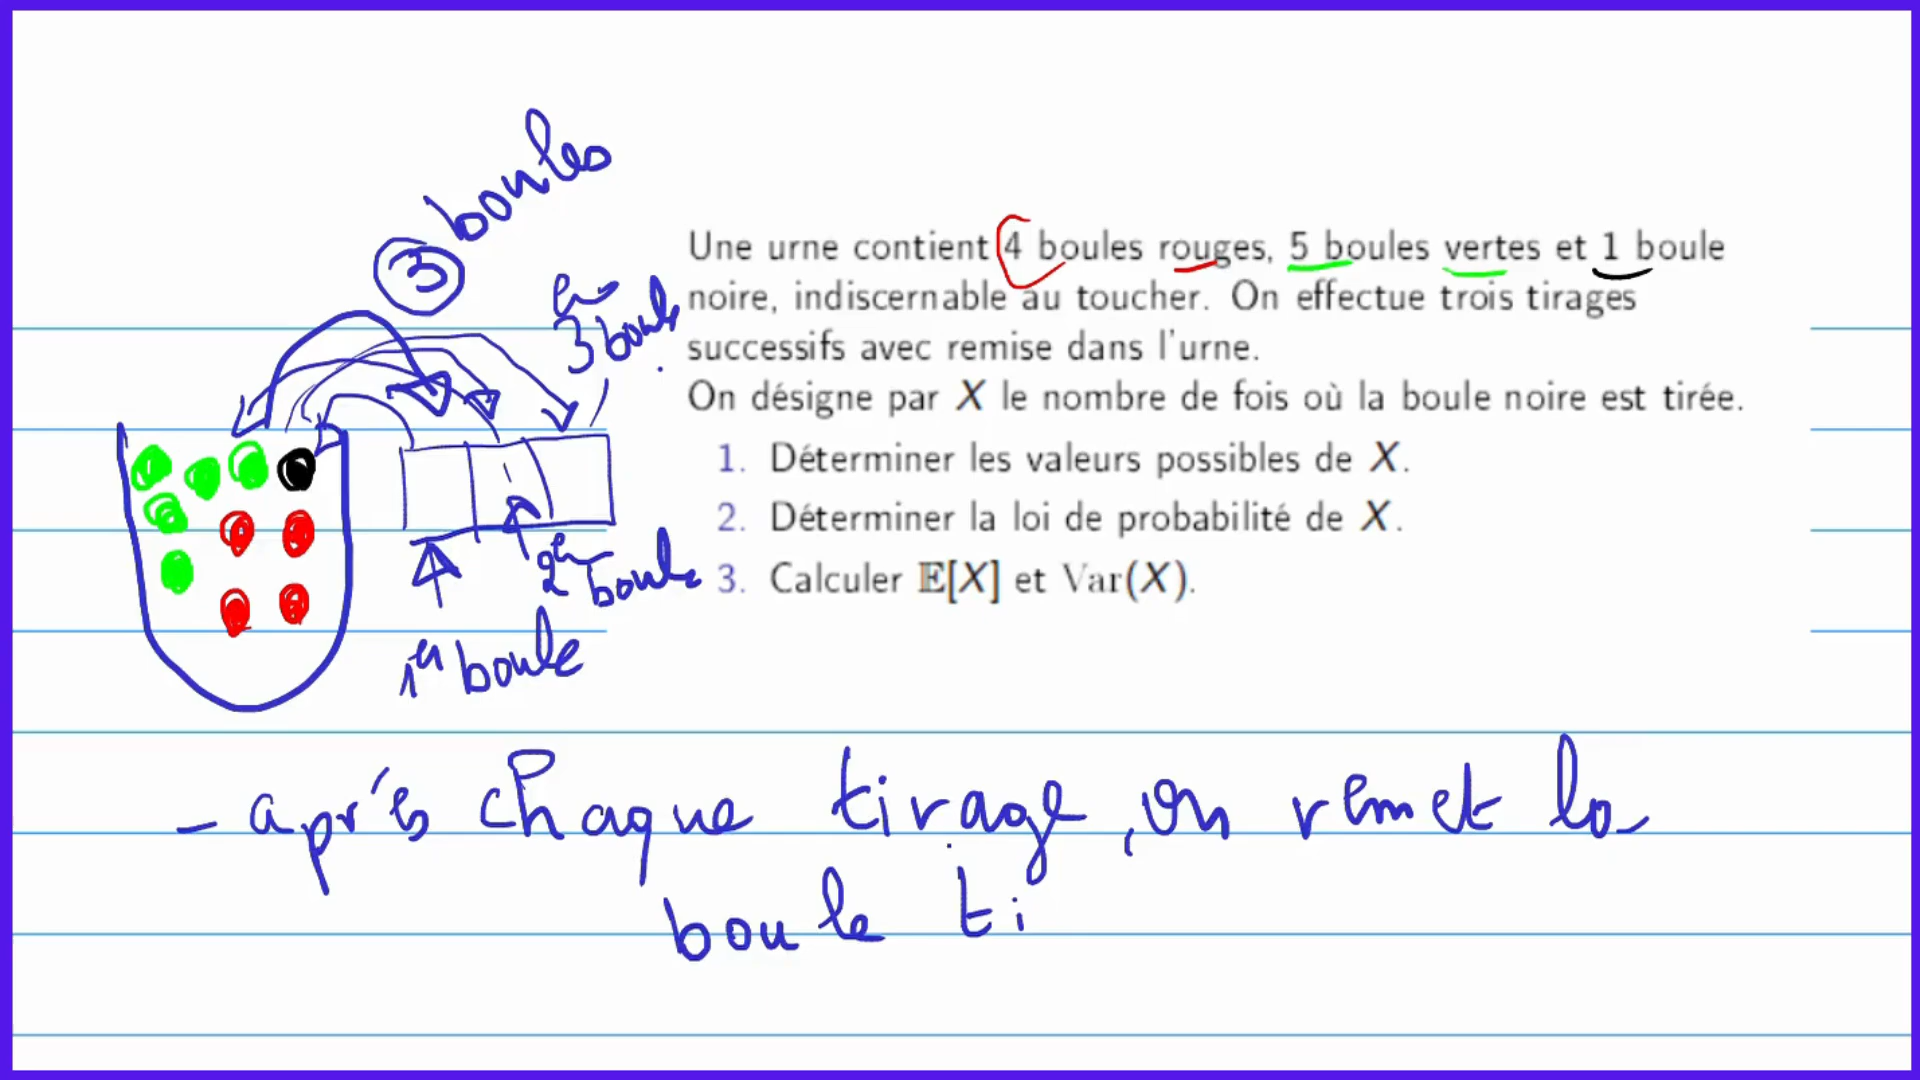 3 boules
Une urne contient 4 boules rouges, 5 boules vertes et 1 boule
noire, indiscernable au toucher. On effectue trois tirages
successifs avec remise dans l'urne.
On désigne par X le nombre de fois où la boule noire est tirée.
1. Déterminer les valeurs possibles de X.
2. Déterminer la loi de probabilité de X.
3. Calculer 𝔼[X] et Var(X).
3 boule
2 boule
1er boule
- après chaque tirage, on remet la
boule ti